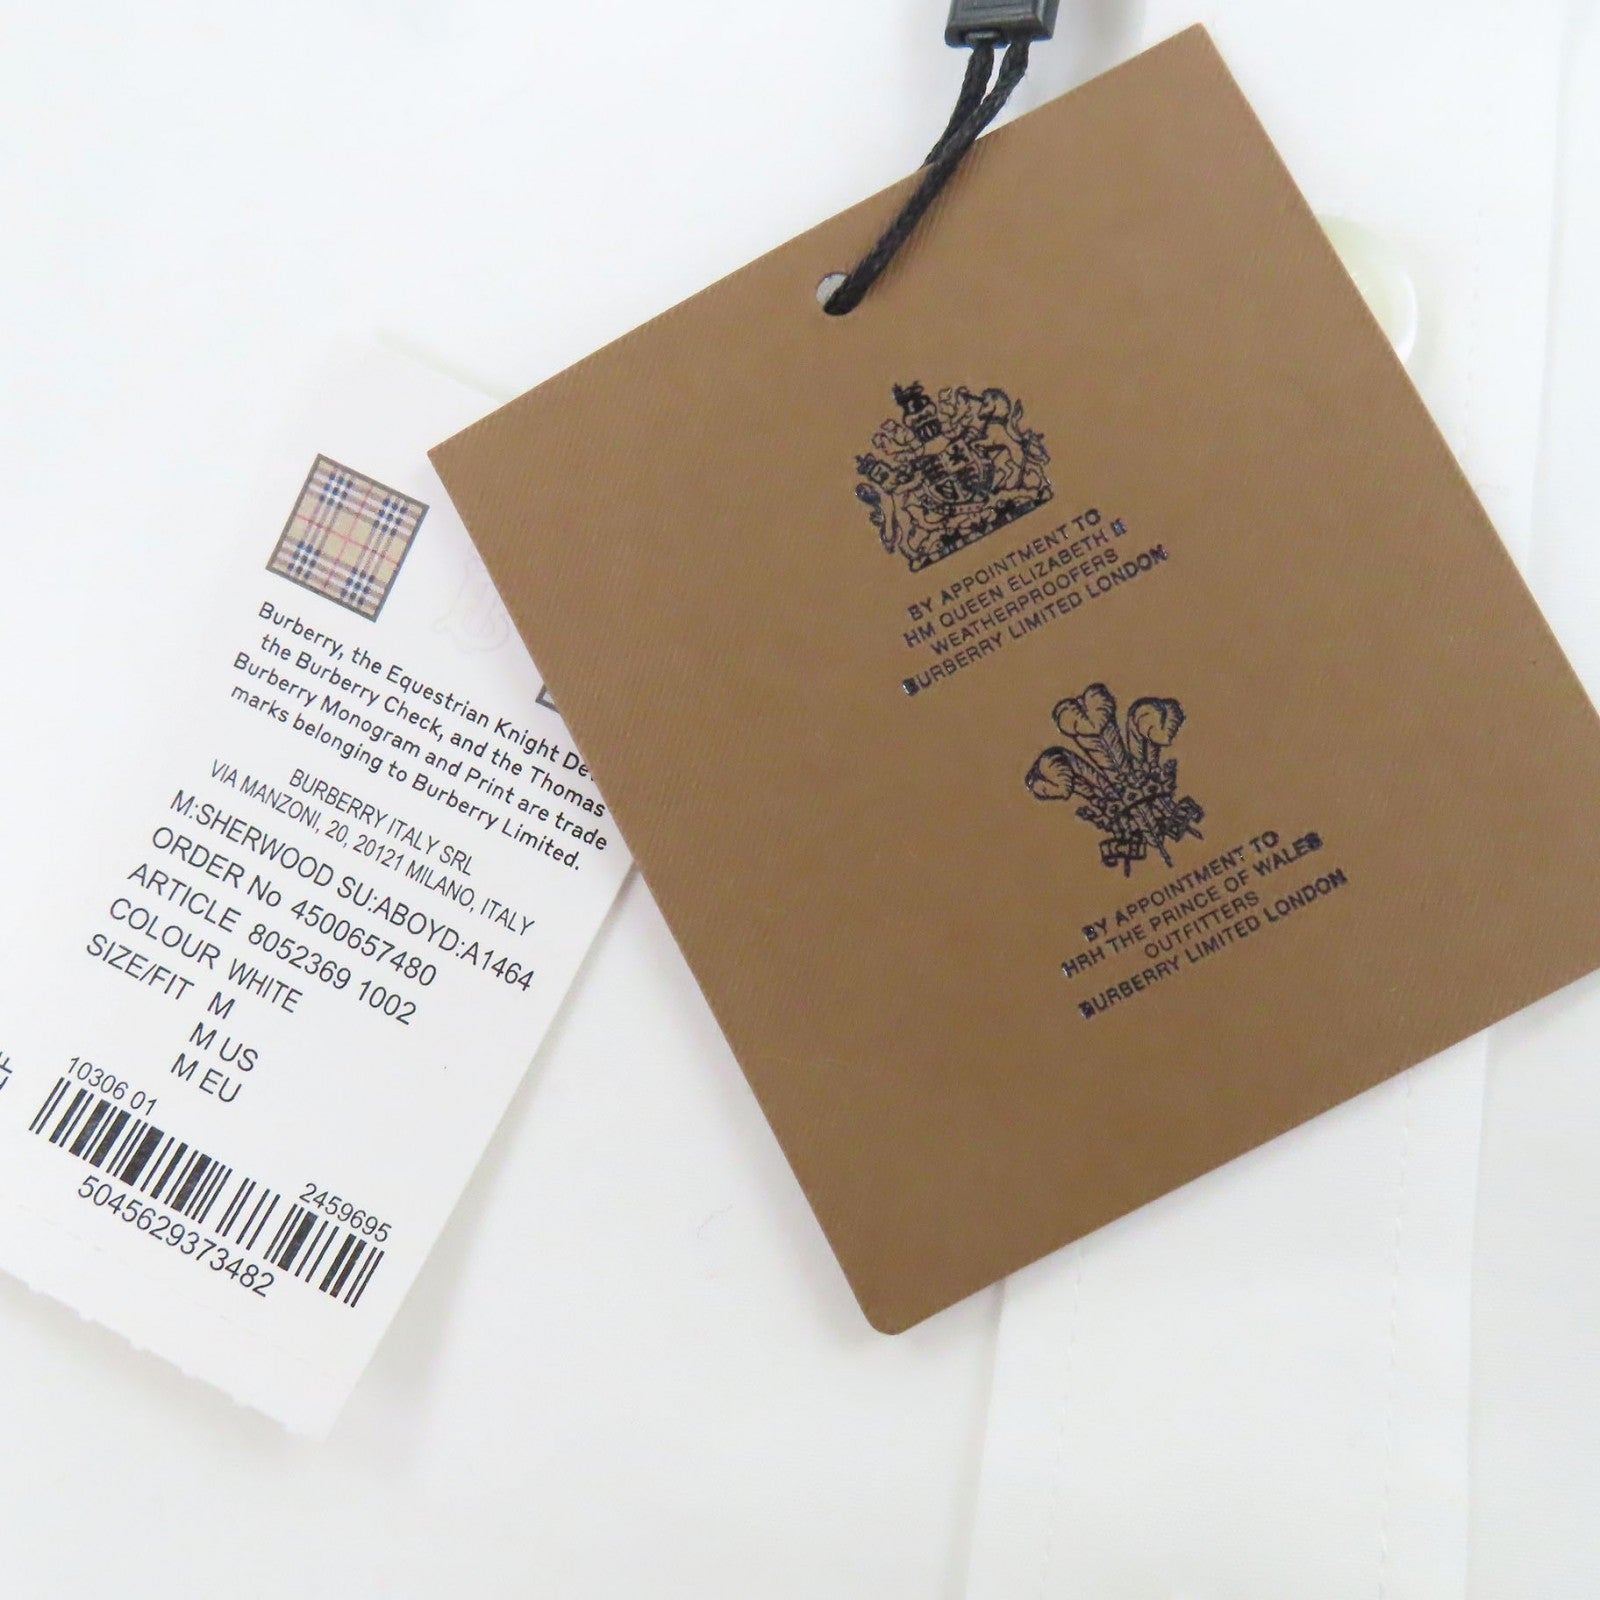 Burberry, the Equestrian Knight
the Burberry Check, and the Thomas
Burberry Monogram and Print are trade
marks belonging to Burberry Limited.
BURBERRY ITALY SRL
VIA MANZONI, 20, 20121 MILANO, ITALY
M:SHERWOOD SU:ABOYD:A1464
ORDER No 4500657480
ARTICLE 8052369 1002
COLOUR WHITE
SIZE/FIT M
M US
M EU
10306 01
2459695
5045629373482
BY APPOINTMENT TO
HM QUEEN ELIZABETH II
WEATHERPROOFERS
BURBERRY LIMITED LONDON
BY APPOINTMENT TO
HRH THE PRINCE OF WALES
OUTFITTERS
BURBERRY LIMITED LONDON